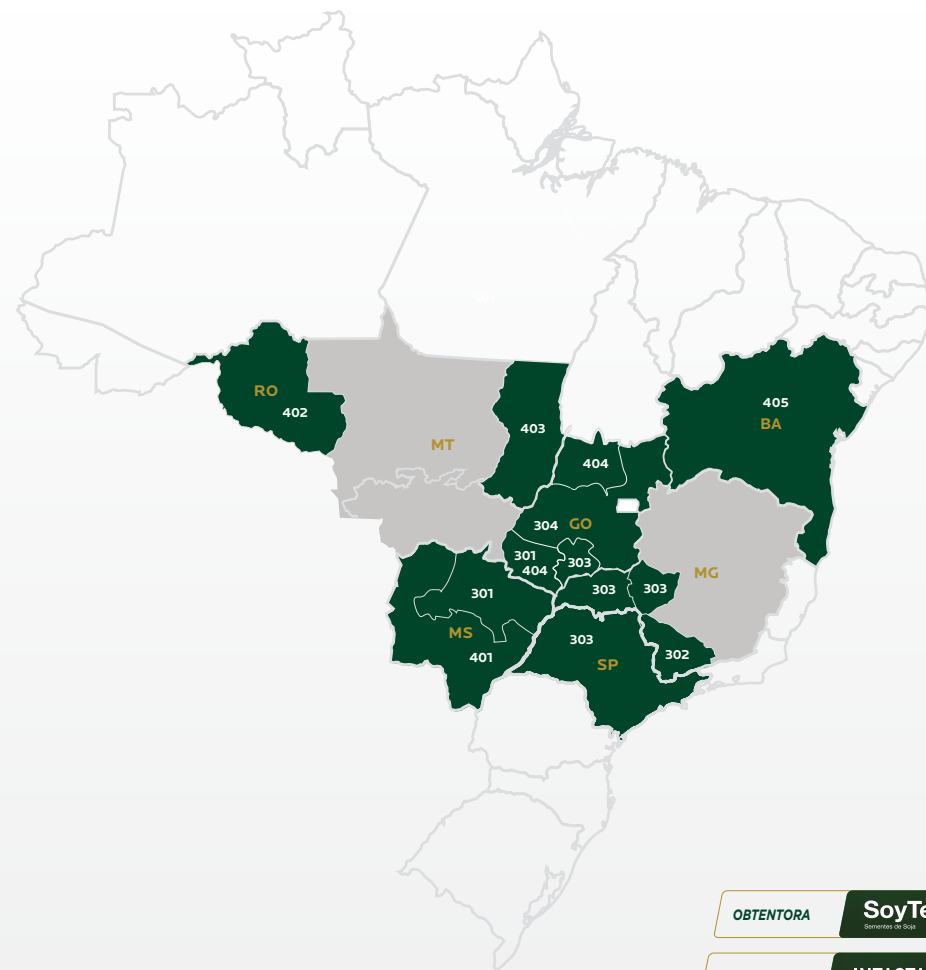 405
RO
402
BA
403
MT
404
304
GO
301
303
404
MG
301
303
303
MS
303
401
302
SP
OBTENTORA
SoyTe
Sementes de Soja